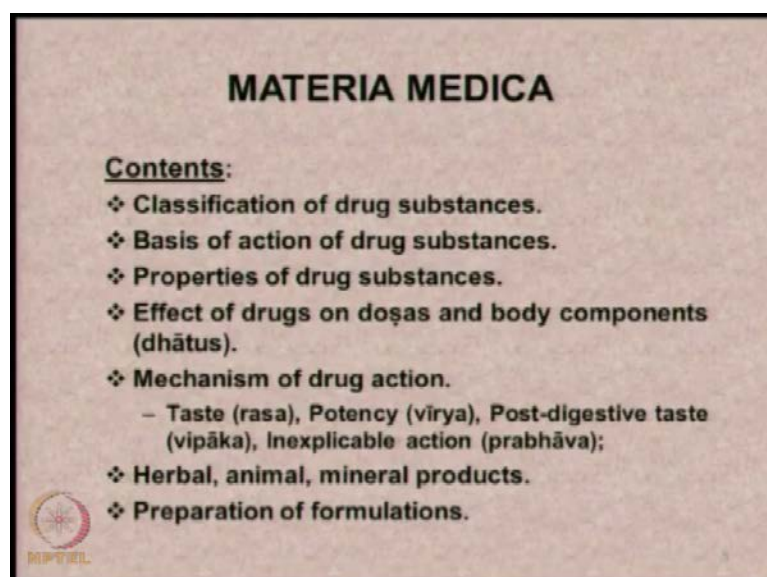 MATERIA MEDICA
Contents:
❖ Classification of drug substances.
❖ Basis of action of drug substances.
❖ Properties of drug substances.
❖ Effect of drugs on doṣas and body components
(dhātus).
❖ Mechanism of drug action.
– Taste (rasa), Potency (vīrya), Post-digestive taste
(vipāka), Inexplicable action (prabhāva);
❖ Herbal, animal, mineral products.
❖ Preparation of formulations.
NPTEL